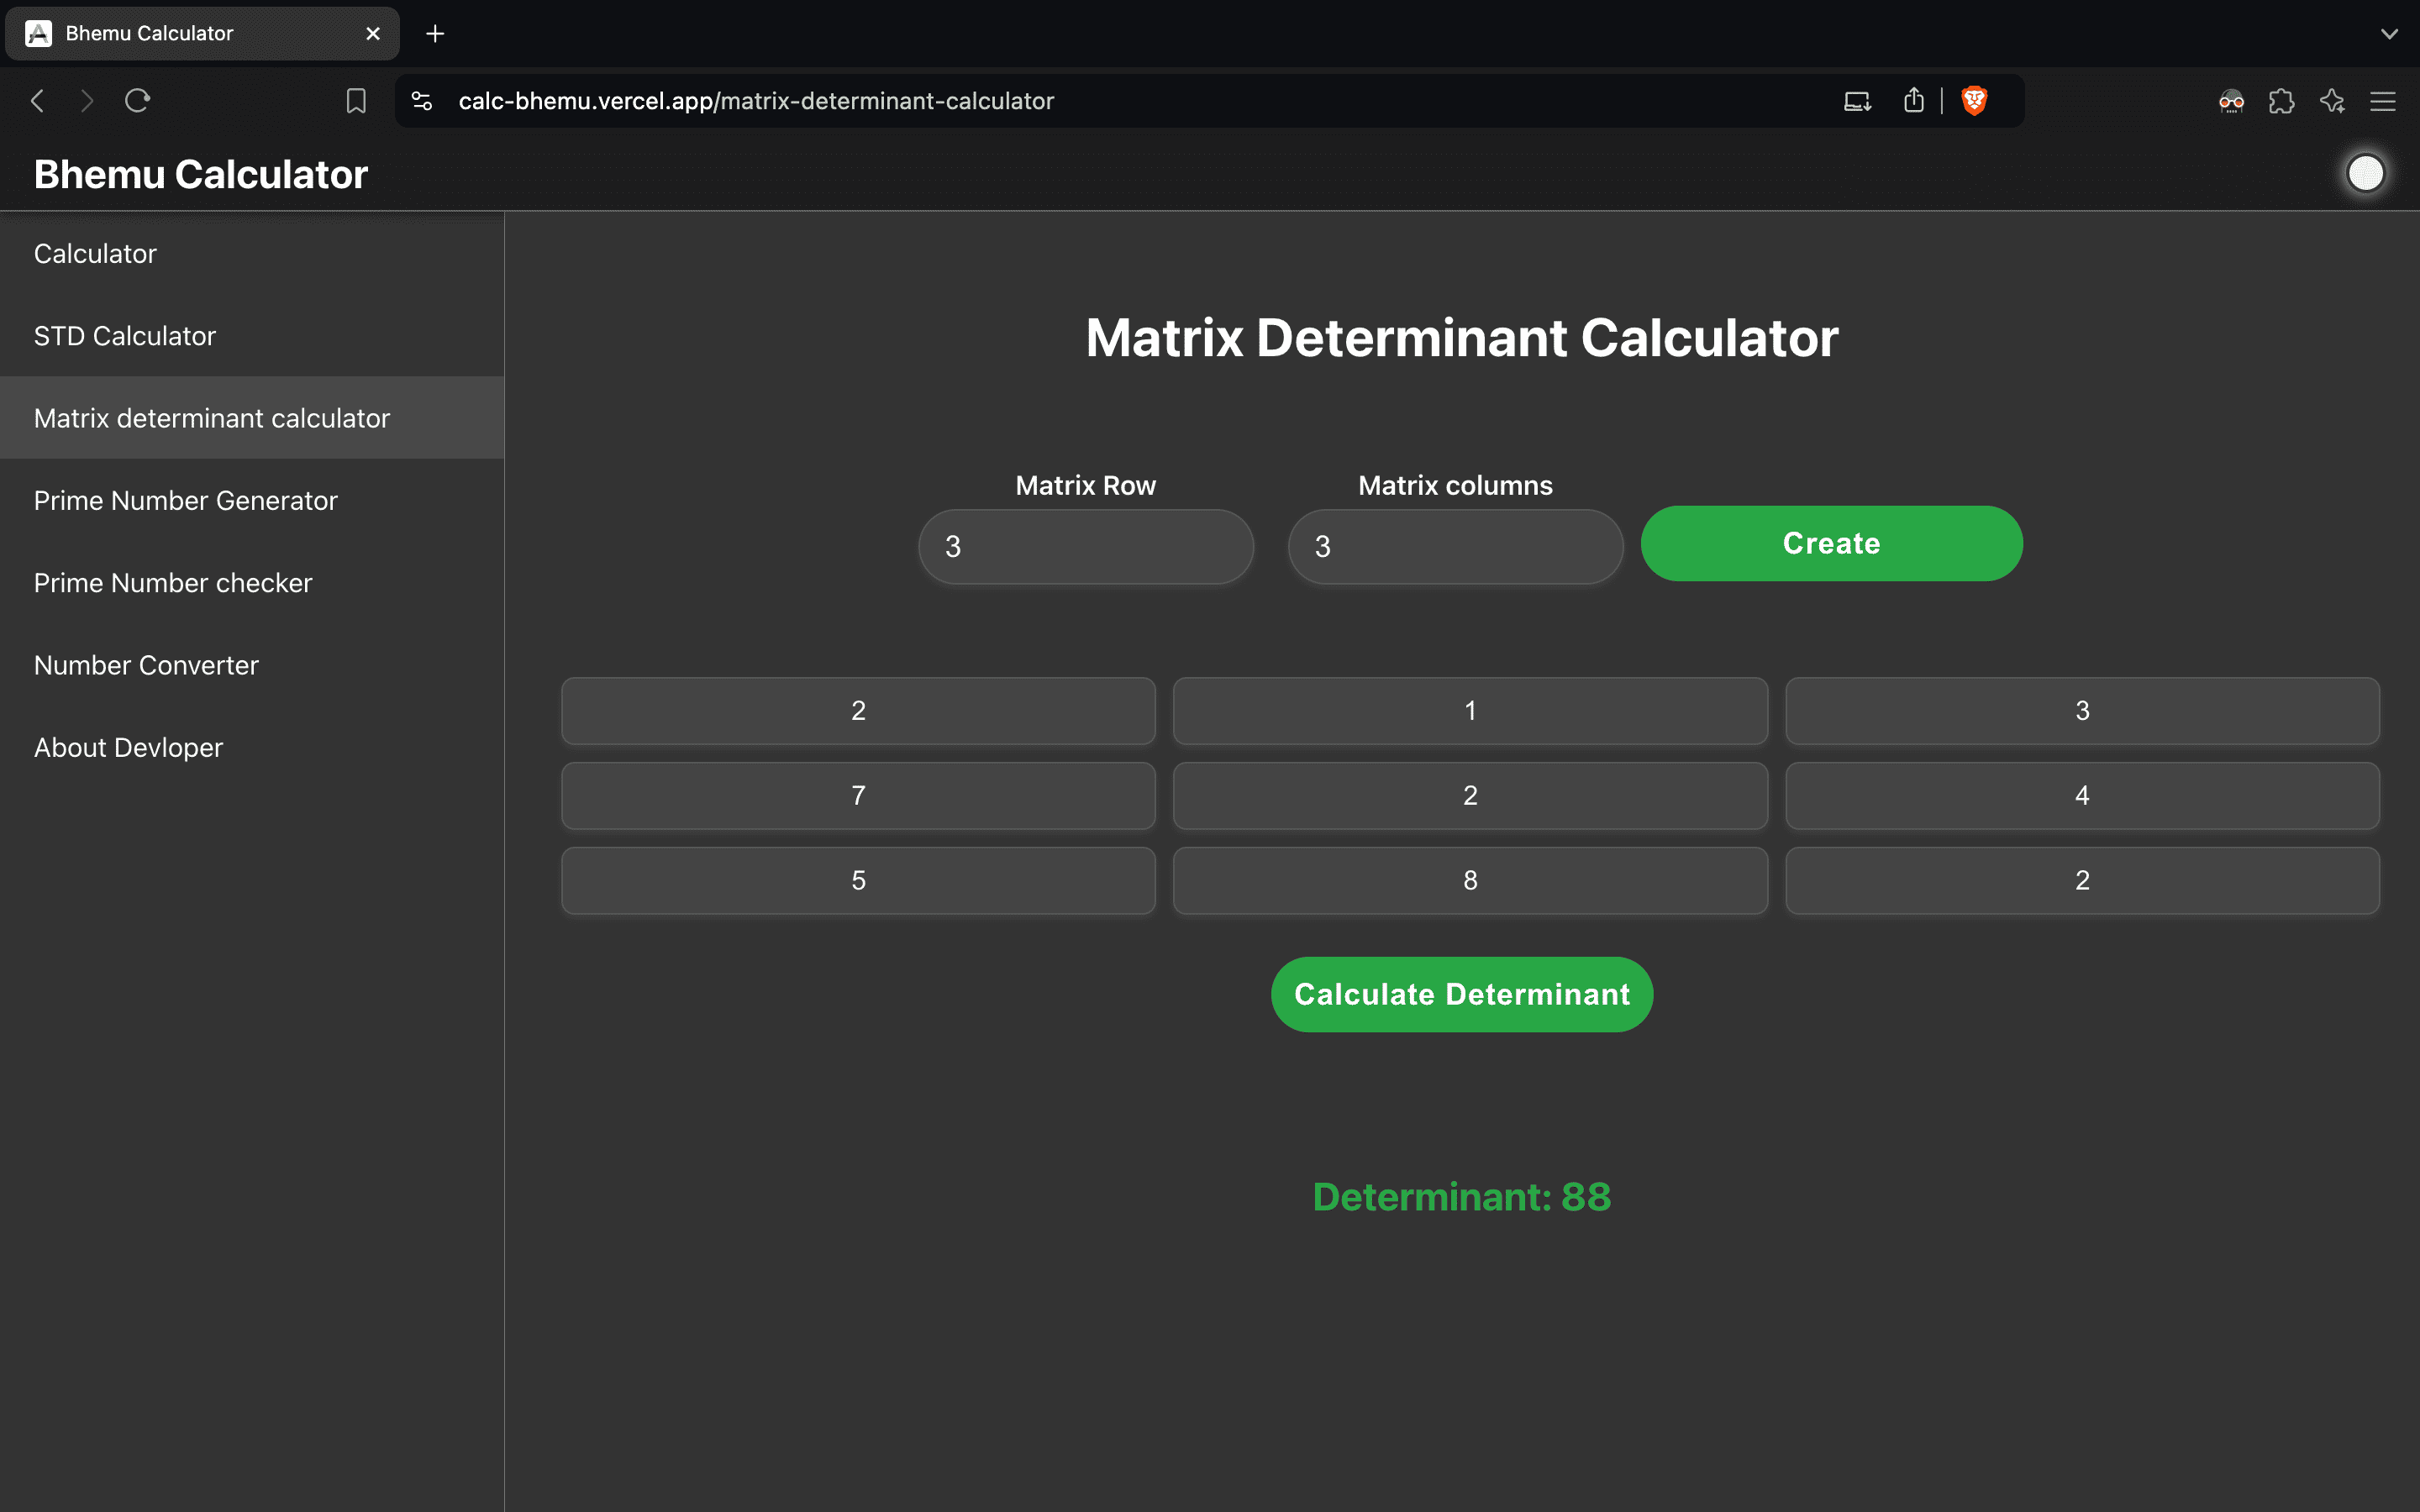 Bhemu Calculator
calc-bhemu.vercel.app/matrix-determinant-calculator
Bhemu Calculator
Calculator
STD Calculator
Matrix determinant calculator
Prime Number Generator
Prime Number checker
Number Converter
About Devloper
Matrix Determinant Calculator
Matrix Row Matrix columns
3 3 Create
2 1 3
7 2 4
5 8 2
Calculate Determinant
Determinant: 88